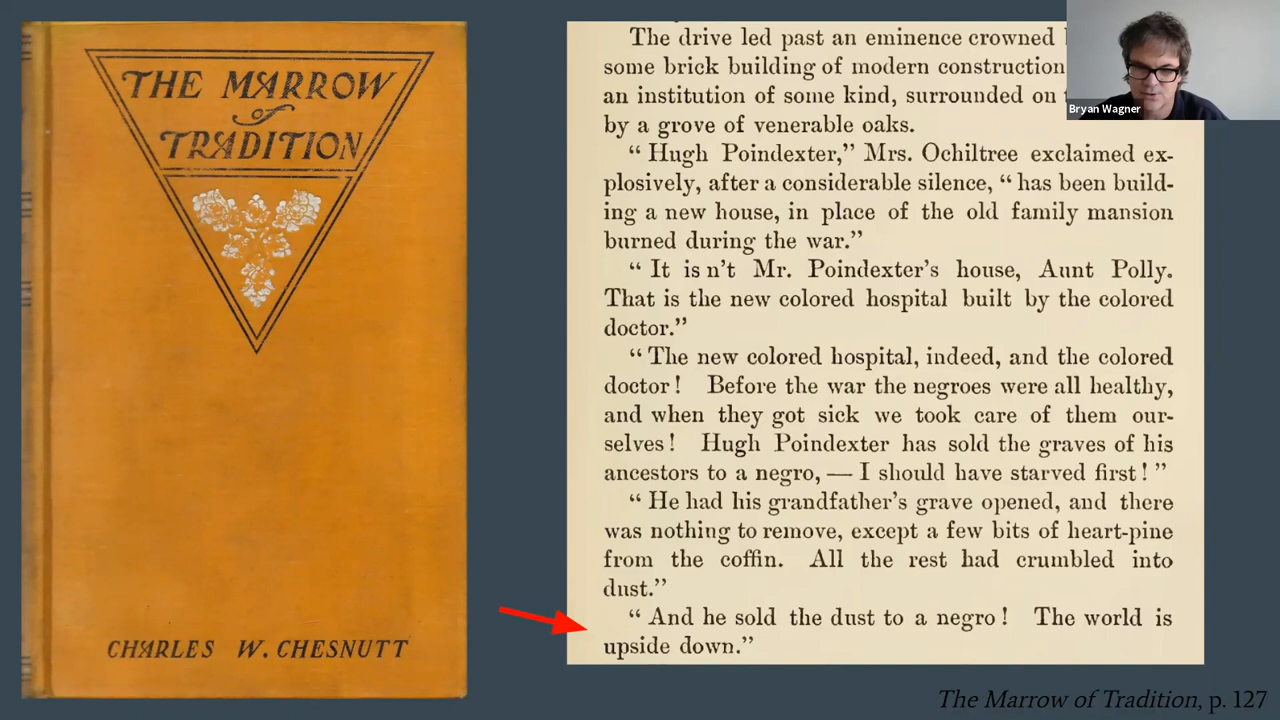 THE MARROW
of
TRADITION
CHARLES W. CHESNUTT
The drive led past an eminence crowned
some brick building of modern construction
an institution of some kind, surrounded on
by a grove of venerable oaks.
“ Hugh Poindexter,” Mrs. Ochiltree exclaimed ex-
plosively, after a considerable silence, “ has been build-
ing a new house, in place of the old family mansion
burned during the war.”
“ It is n't Mr. Poindexter's house, Aunt Polly.
That is the new colored hospital built by the colored
doctor.”
“ The new colored hospital, indeed, and the colored
doctor ! Before the war the negroes were all healthy,
and when they got sick we took care of them our-
selves ! Hugh Poindexter has sold the graves of his
ancestors to a negro, — I should have starved first ! ”
“ He had his grandfather's grave opened, and there
was nothing to remove, except a few bits of heart-pine
from the coffin. All the rest had crumbled into
dust.”
“ And he sold the dust to a negro ! The world is
upside down.”
Bryan Wagner
The Marrow of Tradition, p. 127